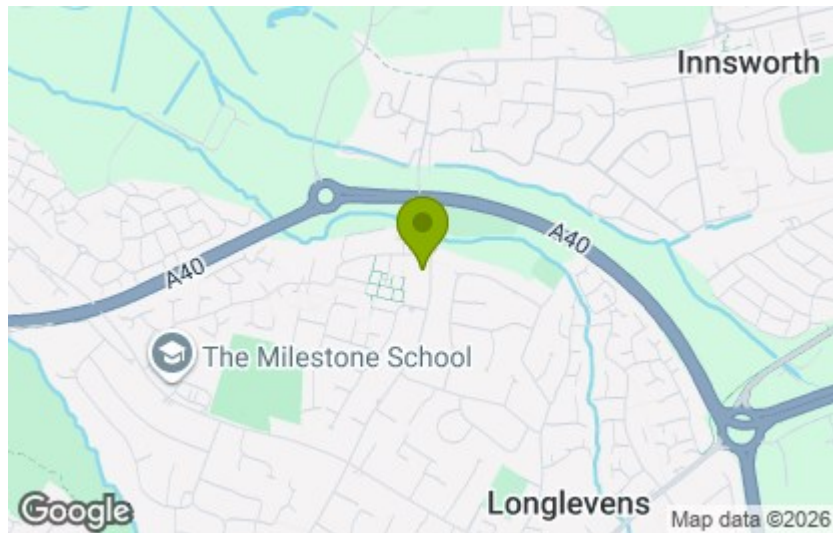 Innsworth
A40
A40
The Milestone School
Longlevens
Google
Map data ©2026